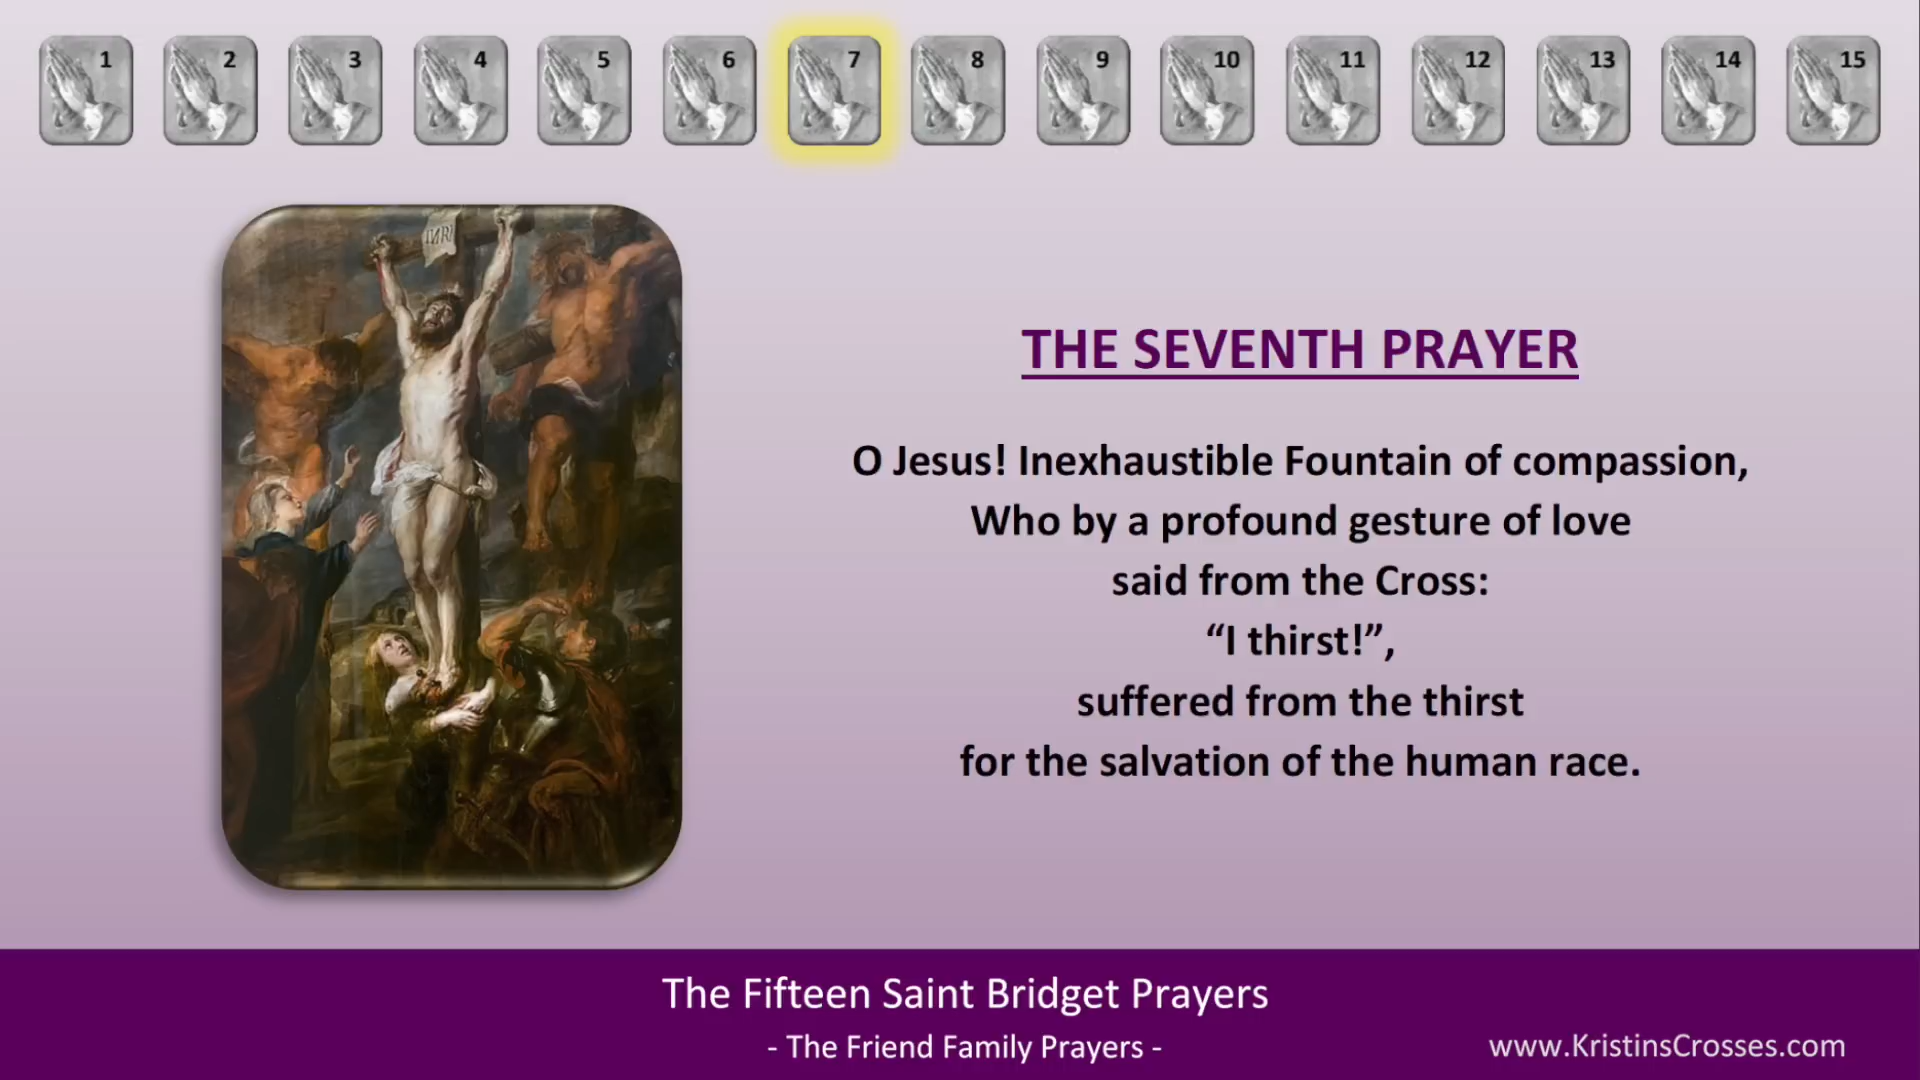 1 2 3 4 5 6 7 8 9 10 11 12 13 14 15
INRI
THE SEVENTH PRAYER
O Jesus! Inexhaustible Fountain of compassion,
Who by a profound gesture of love
said from the Cross:
“I thirst!”,
suffered from the thirst
for the salvation of the human race.
The Fifteen Saint Bridget Prayers
- The Friend Family Prayers -
www.KristinsCrosses.com